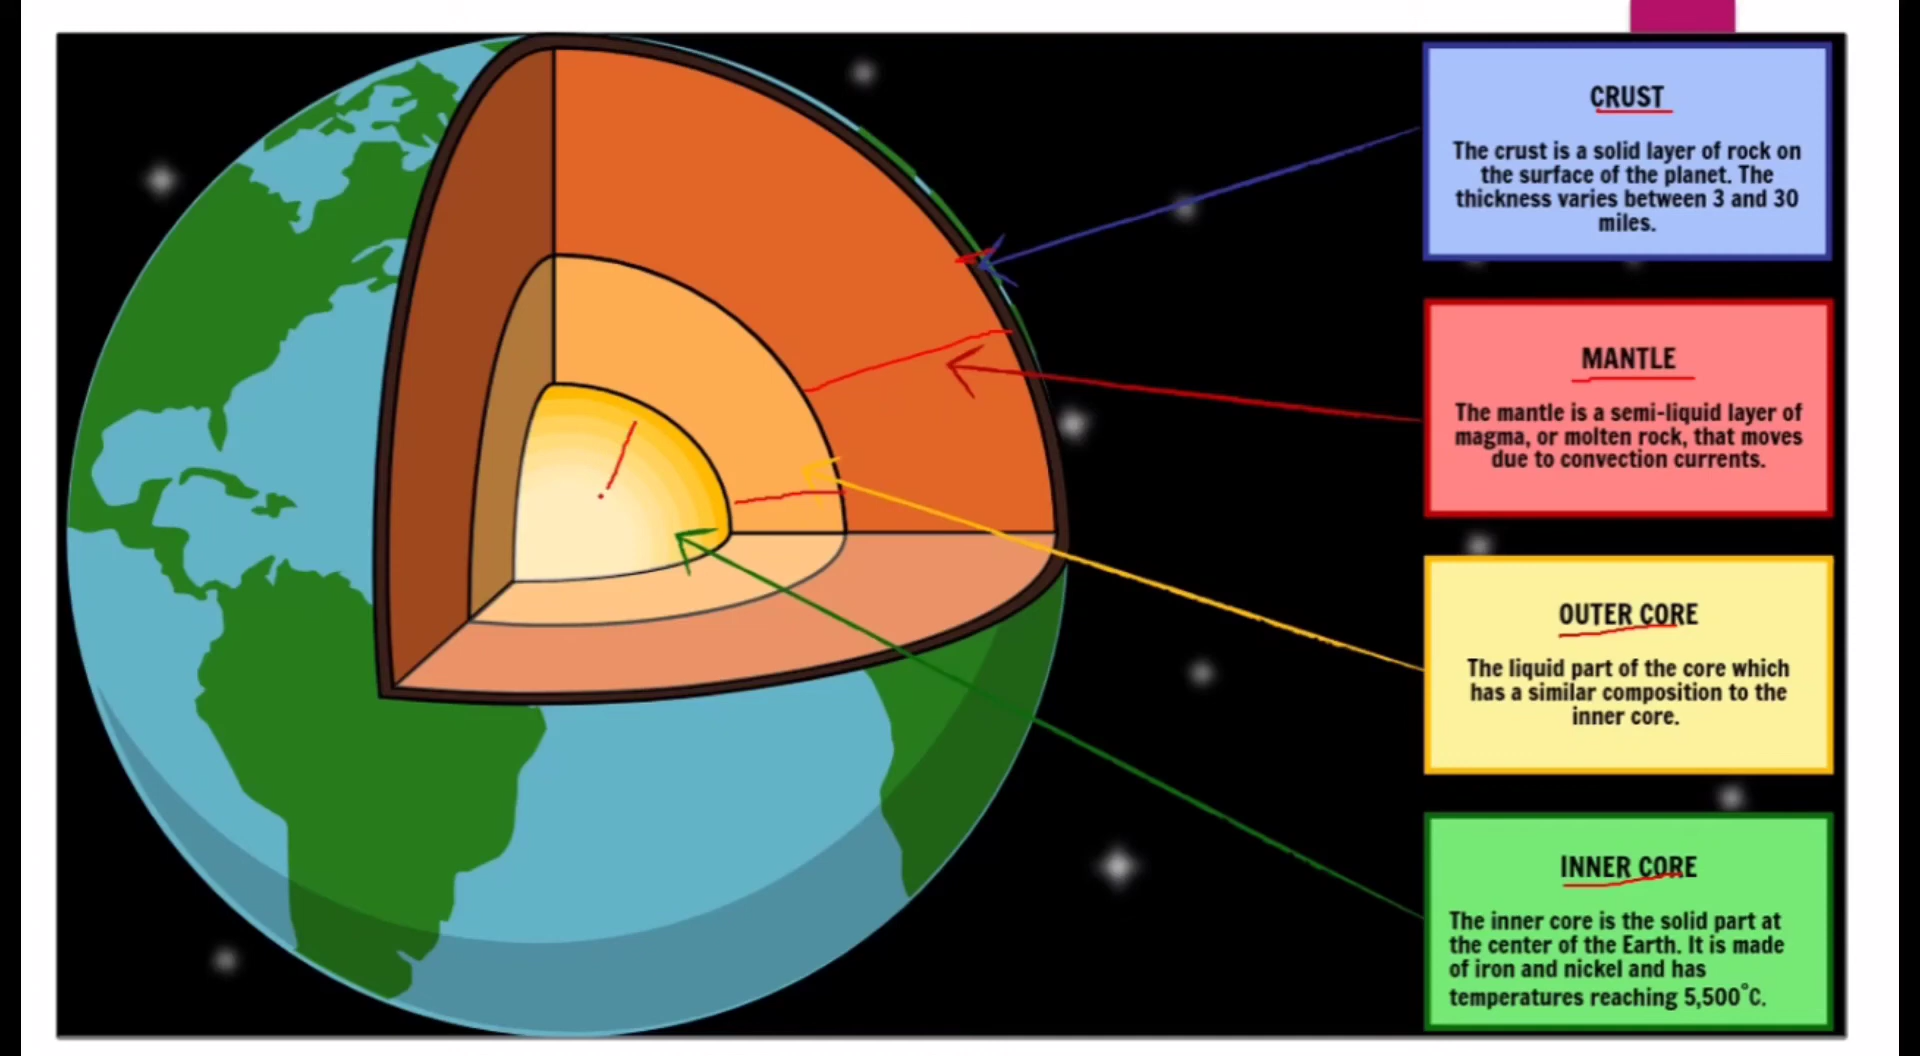 CRUST
The crust is a solid layer of rock on
the surface of the planet. The
thickness varies between 3 and 30
miles.
MANTLE
The mantle is a semi-liquid layer of
magma, or molten rock, that moves
due to convection currents.
OUTER CORE
The liquid part of the core which
has a similar composition to the
inner core.
INNER CORE
The inner core is the solid part at
the center of the Earth. It is made
of iron and nickel and has
temperatures reaching 5,500°C.